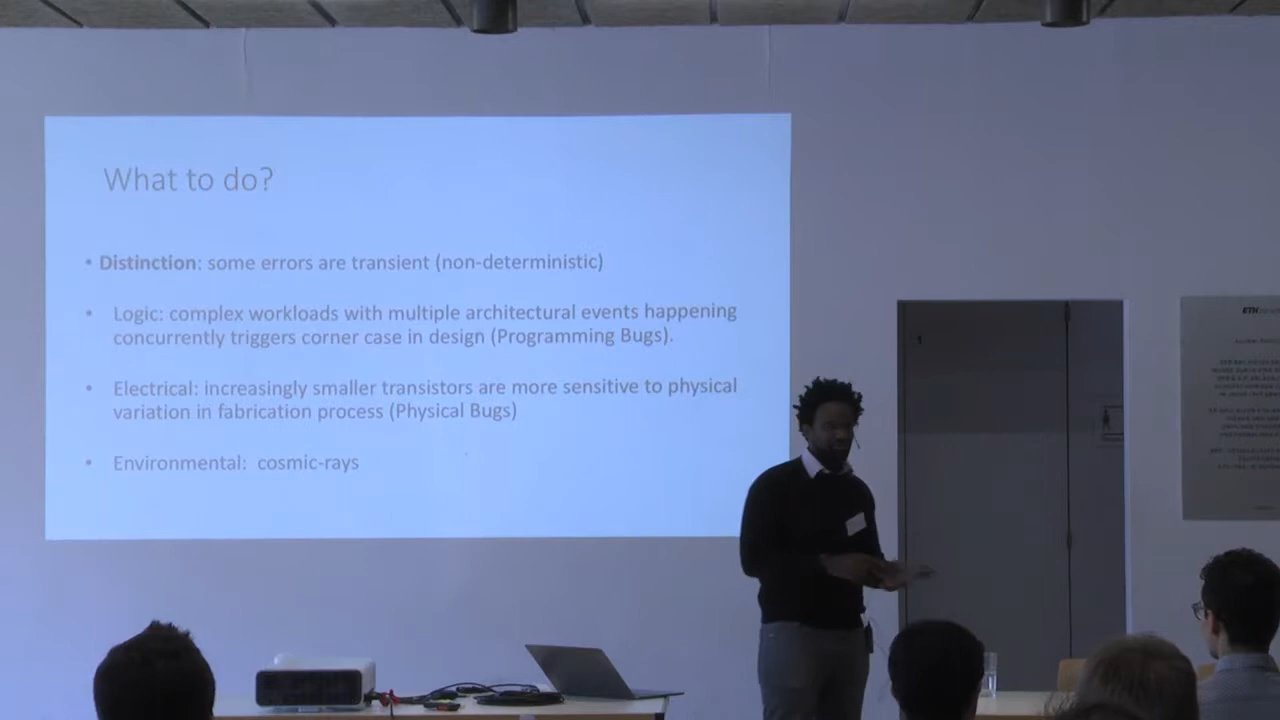 What to do?
• Distinction: some errors are transient (non-deterministic)
• Logic: complex workloads with multiple architectural events happening
concurrently triggers corner case in design (Programming Bugs).
• Electrical: increasingly smaller transistors are more sensitive to physical
variation in fabrication process (Physical Bugs)
• Environmental: cosmic-rays
ETH